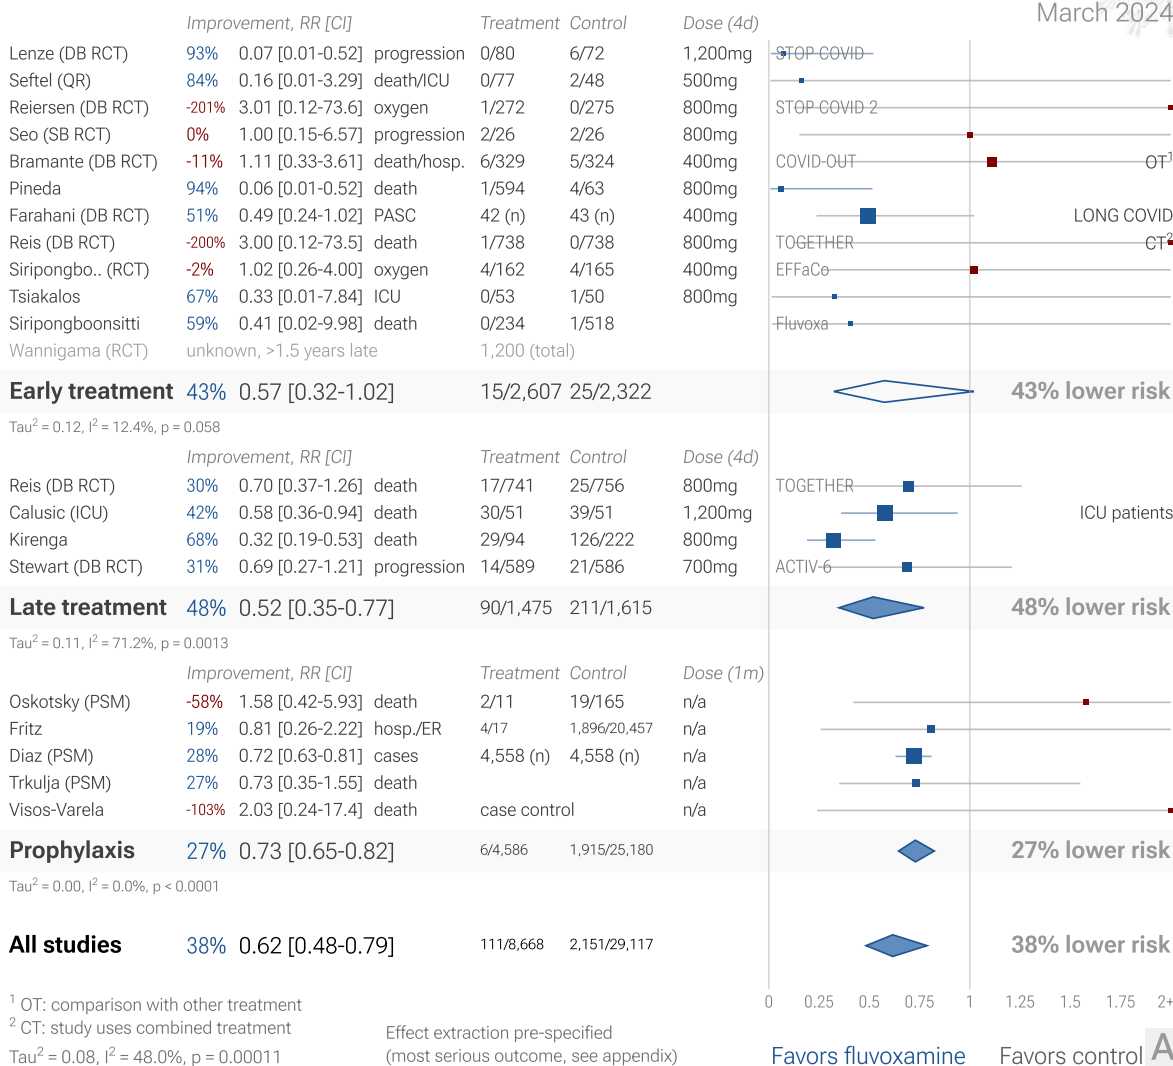 March 2024
Improvement, RR [CI] Treatment Control Dose (4d)
Lenze (DB RCT) 93% 0.07 [0.01-0.52] progression 0/80 6/72 1,200mg STOP COVID
Seftel (QR) 84% 0.16 [0.01-3.29] death/ICU 0/77 2/48 500mg
Reiersen (DB RCT) -201% 3.01 [0.12-73.6] oxygen 1/272 0/275 800mg STOP COVID 2
Seo (SB RCT) 0% 1.00 [0.15-6.57] progression 2/26 2/26 800mg
Bramante (DB RCT) -11% 1.11 [0.33-3.61] death/hosp. 6/329 5/324 400mg COVID-OUT OT1
Pineda 94% 0.06 [0.01-0.52] death 1/594 4/63 800mg
Farahani (DB RCT) 51% 0.49 [0.24-1.02] PASC 42 (n) 43 (n) 400mg LONG COVID
Reis (DB RCT) -200% 3.00 [0.12-73.5] death 1/738 0/738 800mg TOGETHER CT2
Siripongbo.. (RCT) -2% 1.02 [0.26-4.00] oxygen 4/162 4/165 400mg EFFaCo
Tsiakalos 67% 0.33 [0.01-7.84] ICU 0/53 1/50 800mg
Siripongboonsitti 59% 0.41 [0.02-9.98] death 0/234 1/518 Fluvoxa
Wannigama (RCT) unknown, >1.5 years late 1,200 (total)
Early treatment 43% 0.57 [0.32-1.02] 15/2,607 25/2,322 43% lower risk
Tau2 = 0.12, I2 = 12.4%, p = 0.058
Improvement, RR [CI] Treatment Control Dose (4d)
Reis (DB RCT) 30% 0.70 [0.37-1.26] death 17/741 25/756 800mg TOGETHER
Calusic (ICU) 42% 0.58 [0.36-0.94] death 30/51 39/51 1,200mg ICU patients
Kirenga 68% 0.32 [0.19-0.53] death 29/94 126/222 800mg
Stewart (DB RCT) 31% 0.69 [0.27-1.21] progression 14/589 21/586 700mg ACTIV-6
Late treatment 48% 0.52 [0.35-0.77] 90/1,475 211/1,615 48% lower risk
Tau2 = 0.11, I2 = 71.2%, p = 0.0013
Improvement, RR [CI] Treatment Control Dose (1m)
Oskotsky (PSM) -58% 1.58 [0.42-5.93] death 2/11 19/165 n/a
Fritz 19% 0.81 [0.26-2.22] hosp./ER 4/17 1,896/20,457 n/a
Diaz (PSM) 28% 0.72 [0.63-0.81] cases 4,558 (n) 4,558 (n) n/a
Trkulja (PSM) 27% 0.73 [0.35-1.55] death n/a
Visos-Varela -103% 2.03 [0.24-17.4] death case control n/a
Prophylaxis 27% 0.73 [0.65-0.82] 6/4,586 1,915/25,180 27% lower risk
Tau2 = 0.00, I2 = 0.0%, p < 0.0001
All studies 38% 0.62 [0.48-0.79] 111/8,668 2,151/29,117 38% lower risk
0 0.25 0.5 0.75 1 1.25 1.5 1.75 2+
1 OT: comparison with other treatment
2 CT: study uses combined treatment
Tau2 = 0.08, I2 = 48.0%, p = 0.00011
Effect extraction pre-specified
(most serious outcome, see appendix)
Favors fluvoxamine Favors control A